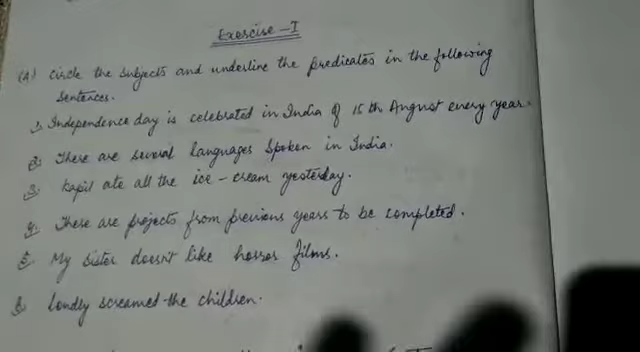 Exercise - I
(A) Circle the subjects and underline the predicates in the following
sentences.
1. Independence day is celebrated in India of 15th August every year.
2. There are several languages spoken in India.
3. Kapil ate all the ice-cream yesterday.
4. There are projects from previous years to be completed.
5. My sister doesn't like horror films.
6. Loudly screamed the children.